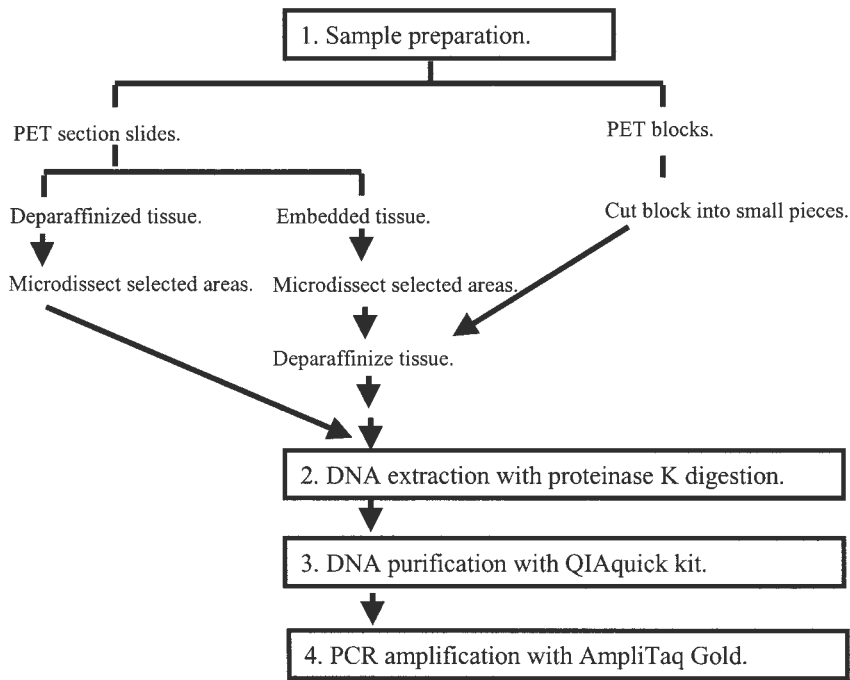 1. Sample preparation.
PET section slides.
PET blocks.
Deparaffinized tissue.
Embedded tissue.
Cut block into small pieces.
Microdissect selected areas.
Microdissect selected areas.
Deparaffinize tissue.
2. DNA extraction with proteinase K digestion.
3. DNA purification with QIAquick kit.
4. PCR amplification with AmpliTaq Gold.